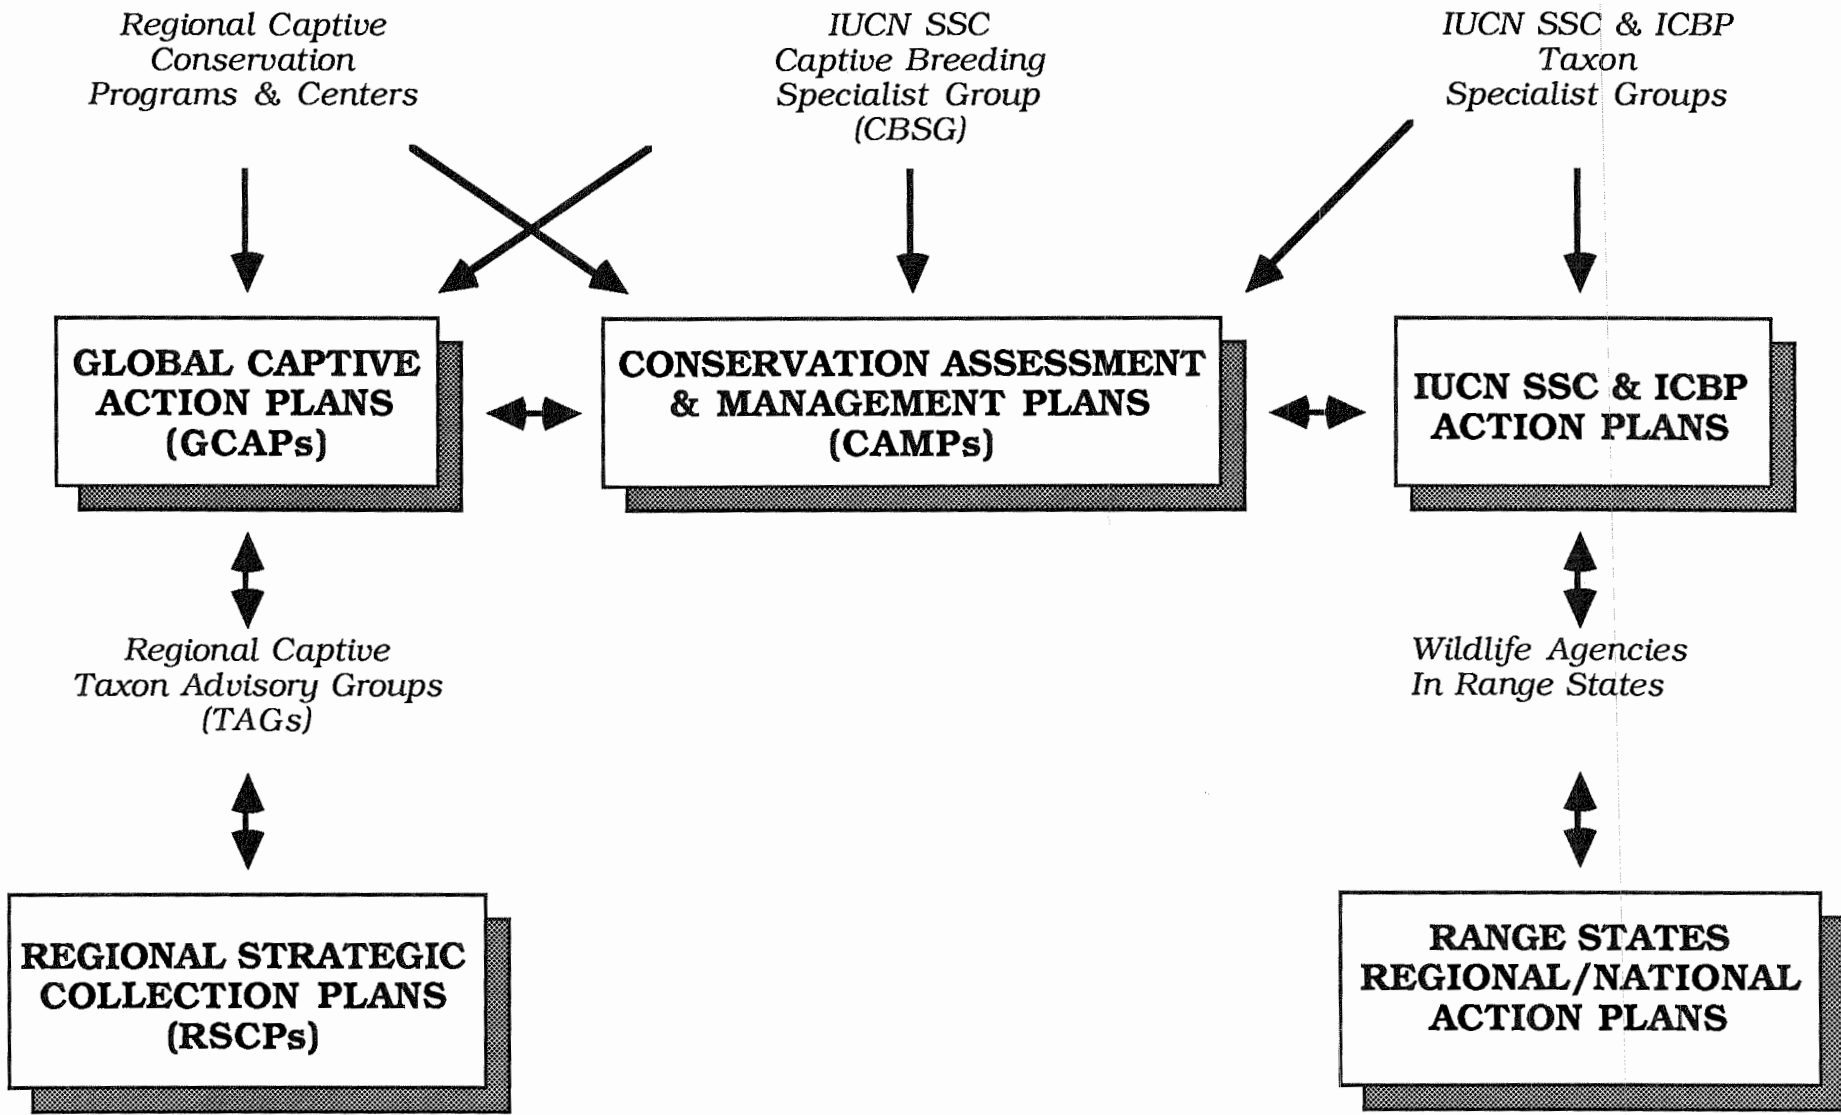 Regional Captive
Conservation
Programs & Centers
IUCN SSC
Captive Breeding
Specialist Group
(CBSG)
IUCN SSC & ICBP
Taxon
Specialist Groups
GLOBAL CAPTIVE
ACTION PLANS
(GCAPs)
CONSERVATION ASSESSMENT
& MANAGEMENT PLANS
(CAMPs)
IUCN SSC & ICBP
ACTION PLANS
Regional Captive
Taxon Advisory Groups
(TAGs)
Wildlife Agencies
In Range States
REGIONAL STRATEGIC
COLLECTION PLANS
(RSCPs)
RANGE STATES
REGIONAL/NATIONAL
ACTION PLANS